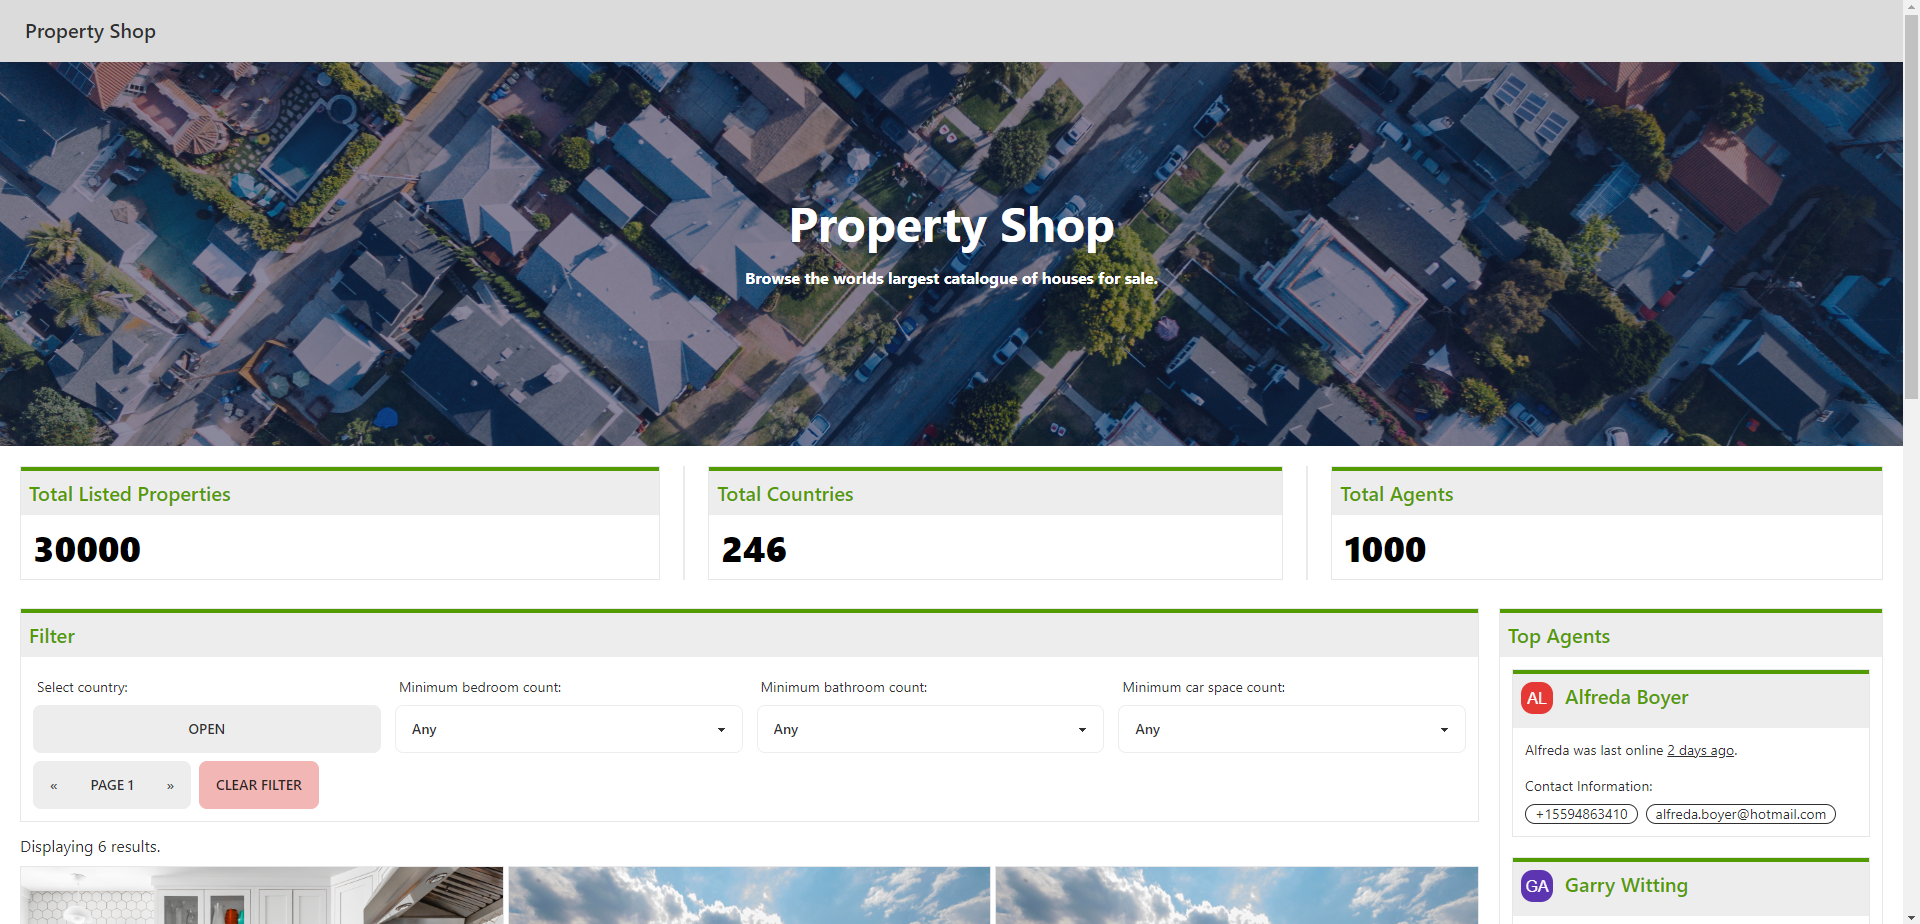 Property Shop
Property Shop
Browse the worlds largest catalogue of houses for sale.
Total Listed Properties
30000
Total Countries
246
Total Agents
1000
Filter
Select country:
OPEN
Minimum bedroom count:
Any
Minimum bathroom count:
Any
Minimum car space count:
Any
« PAGE 1 »
CLEAR FILTER
Displaying 6 results.
Top Agents
AL Alfreda Boyer
Alfreda was last online 2 days ago.
Contact Information:
+15594863410 alfreda.boyer@hotmail.com
GA Garry Witting